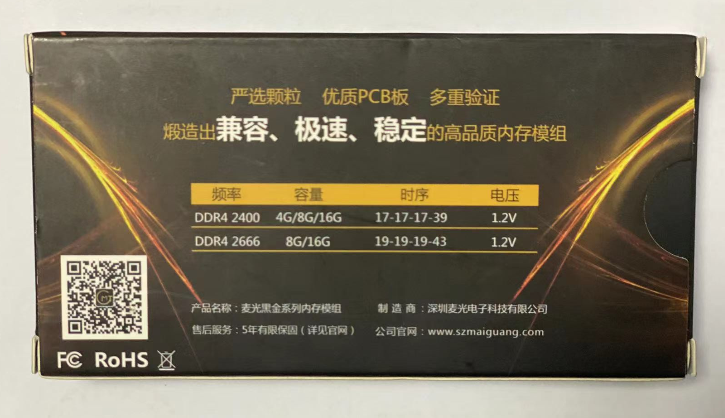 严选颗粒 优质PCB板 多重验证
煅造出兼容、极速、稳定的高品质内存模组
频率 容量 时序 电压
DDR4 2400 4G/8G/16G 17-17-17-39 1.2V
DDR4 2666 8G/16G 19-19-19-43 1.2V
产品名称：麦光黑金系列内存模组 制造商：深圳麦光电子科技有限公司
售后服务：5年有限保固（详见官网） 公司官网：www.szmaiguang.com
FC RoHS